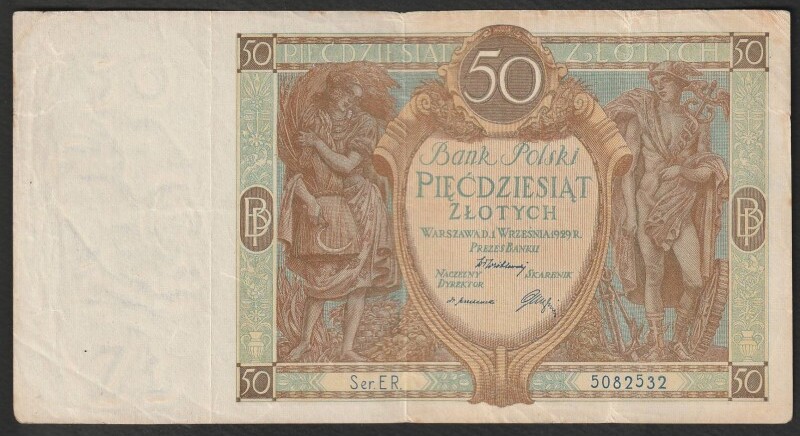 50 PIĘĆDZIESIĄT 50 ZŁOTYCH 50
Bank Polski
PIĘĆDZIESIĄT
ZŁOTYCH
WARSZAWA, D. 1 WRZEŚNIA 1929 R.
PREZES BANKU
NACZELNY SKARBNIK
DYREKTOR
BP BP
50 Ser. ER. 5082532 50